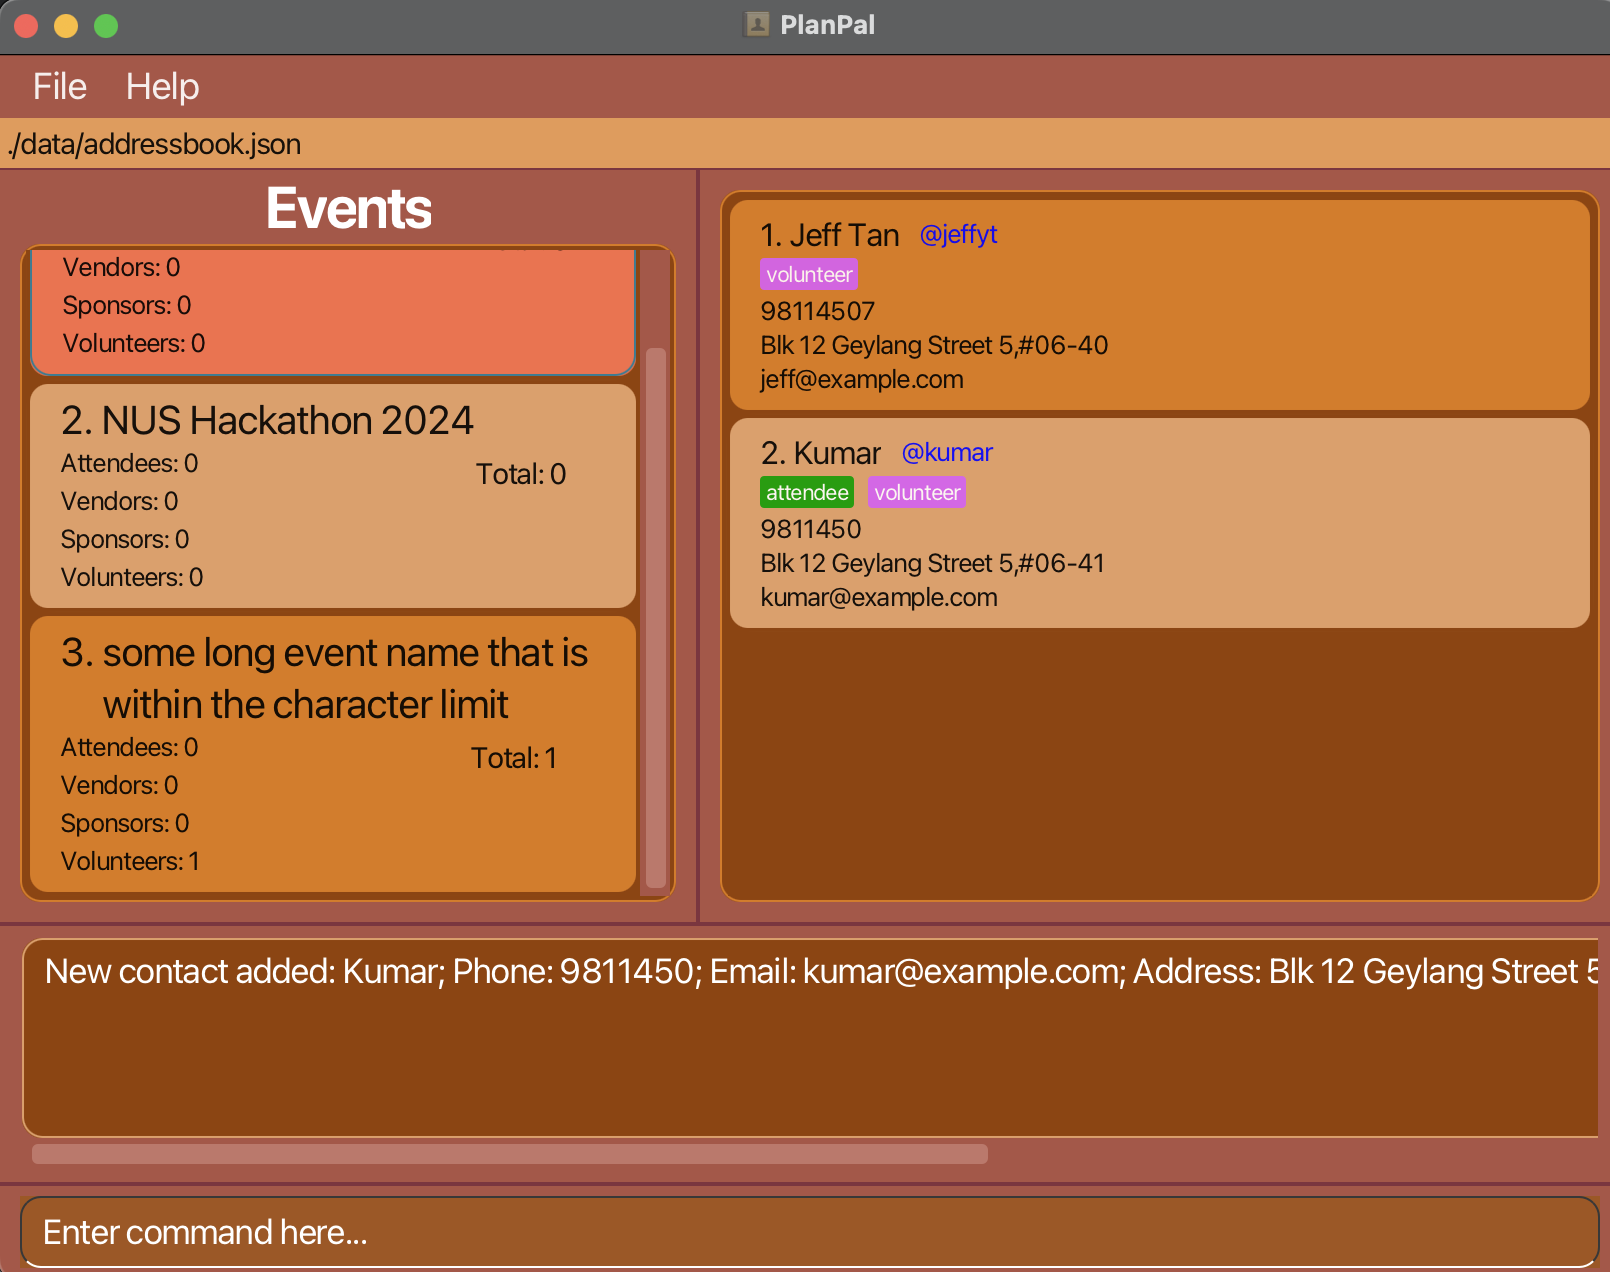 PlanPal
File Help
./data/addressbook.json
Events
Vendors: 0
Sponsors: 0
Volunteers: 0
2. NUS Hackathon 2024
Attendees: 0
Total: 0
Vendors: 0
Sponsors: 0
Volunteers: 0
3. some long event name that is
within the character limit
Attendees: 0
Total: 1
Vendors: 0
Sponsors: 0
Volunteers: 1
1. Jeff Tan @jeffyt
volunteer
98114507
Blk 12 Geylang Street 5,#06-40
jeff@example.com
2. Kumar @kumar
attendee volunteer
9811450
Blk 12 Geylang Street 5,#06-41
kumar@example.com
New contact added: Kumar; Phone: 9811450; Email: kumar@example.com; Address: Blk 12 Geylang Street 5
Enter command here...